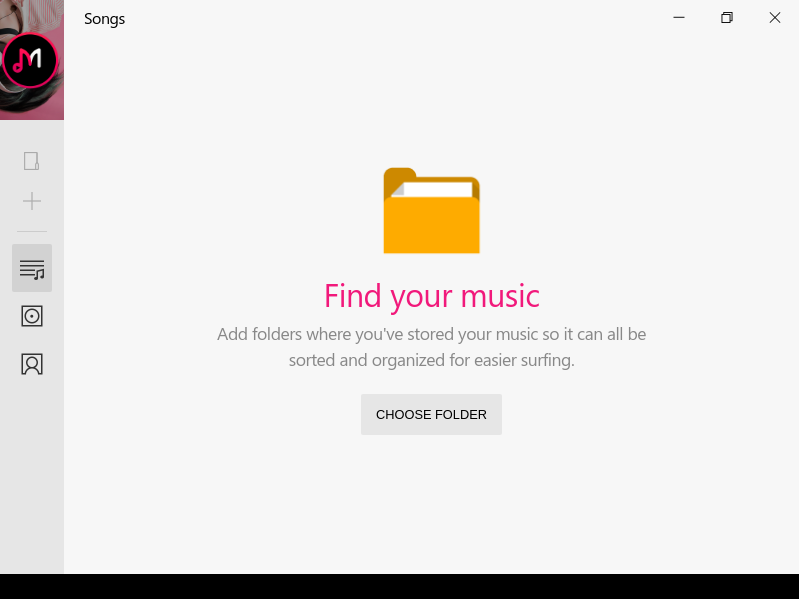 Songs
Find your music
Add folders where you've stored your music so it can all be
sorted and organized for easier surfing.
CHOOSE FOLDER